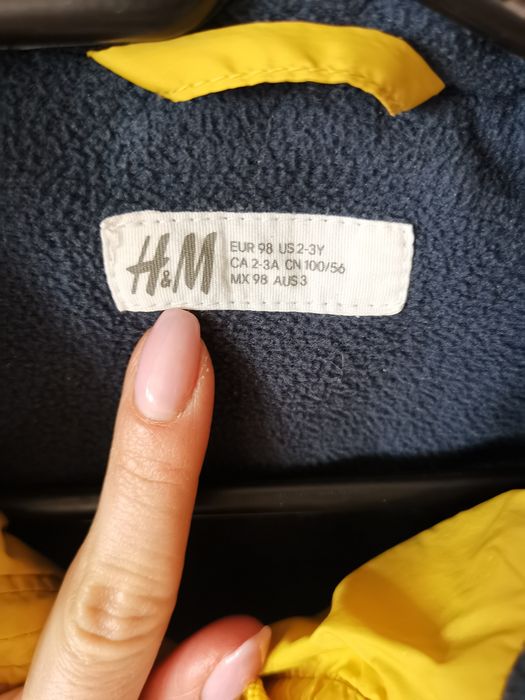 H&M
EUR 98 US 2-3Y
CA 2-3A CN 100/56
MX 98 AUS 3